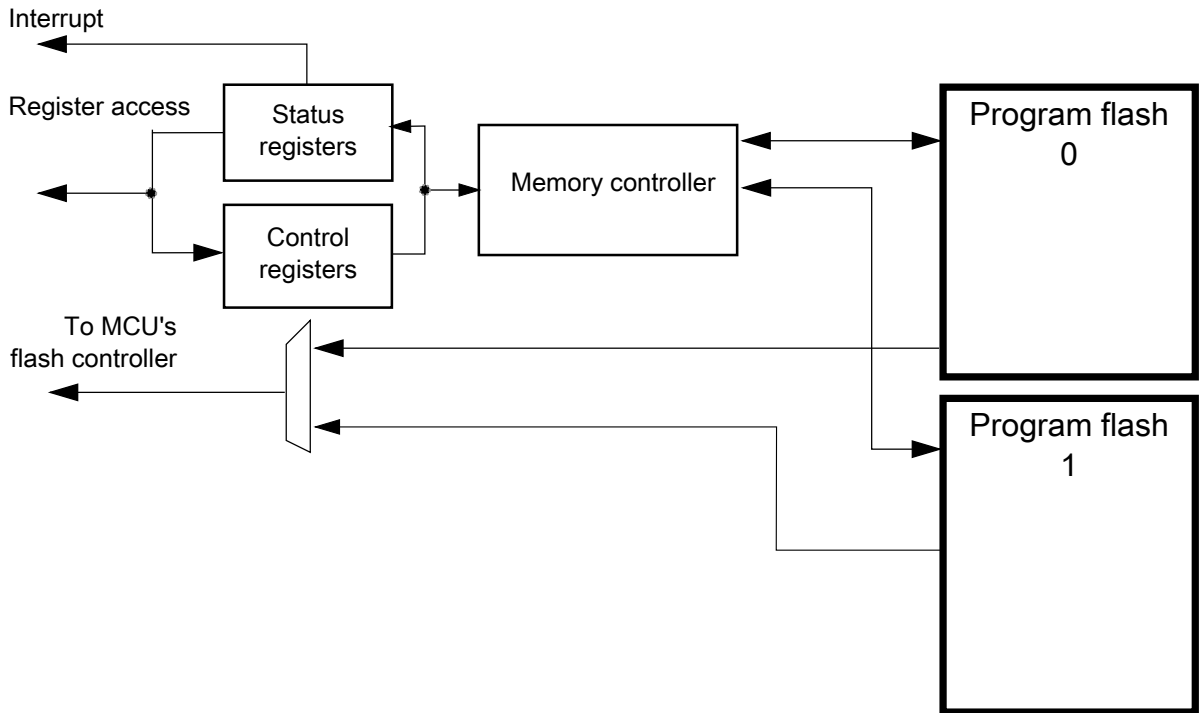 Interrupt
Register access
Status
registers
Control
registers
Memory controller
Program flash
0
To MCU's
flash controller
Program flash
1